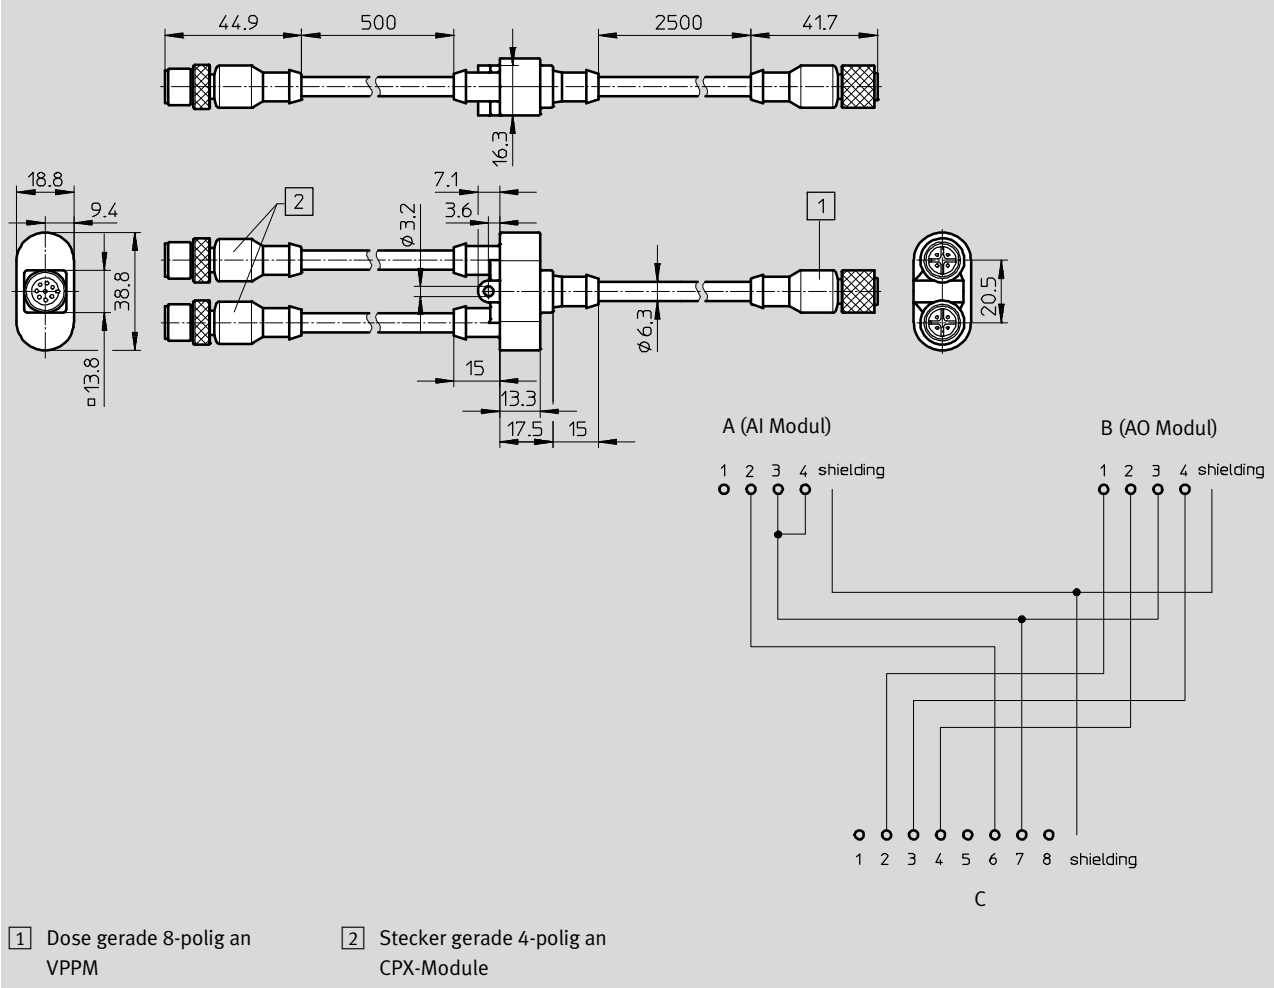 44.9 500 2500 41.7
16.3
18.8 7.1
9.4 2 ø 3.2 3.6 1
38.8 20.5
ø 6.3
□ 13.8 15
13.3
17.5 15
A (AI Modul) B (AO Modul)
1 2 3 4 shielding 1 2 3 4 shielding
1 2 3 4 5 6 7 8 shielding
C
1 Dose gerade 8-polig an
VPPM
2 Stecker gerade 4-polig an
CPX-Module